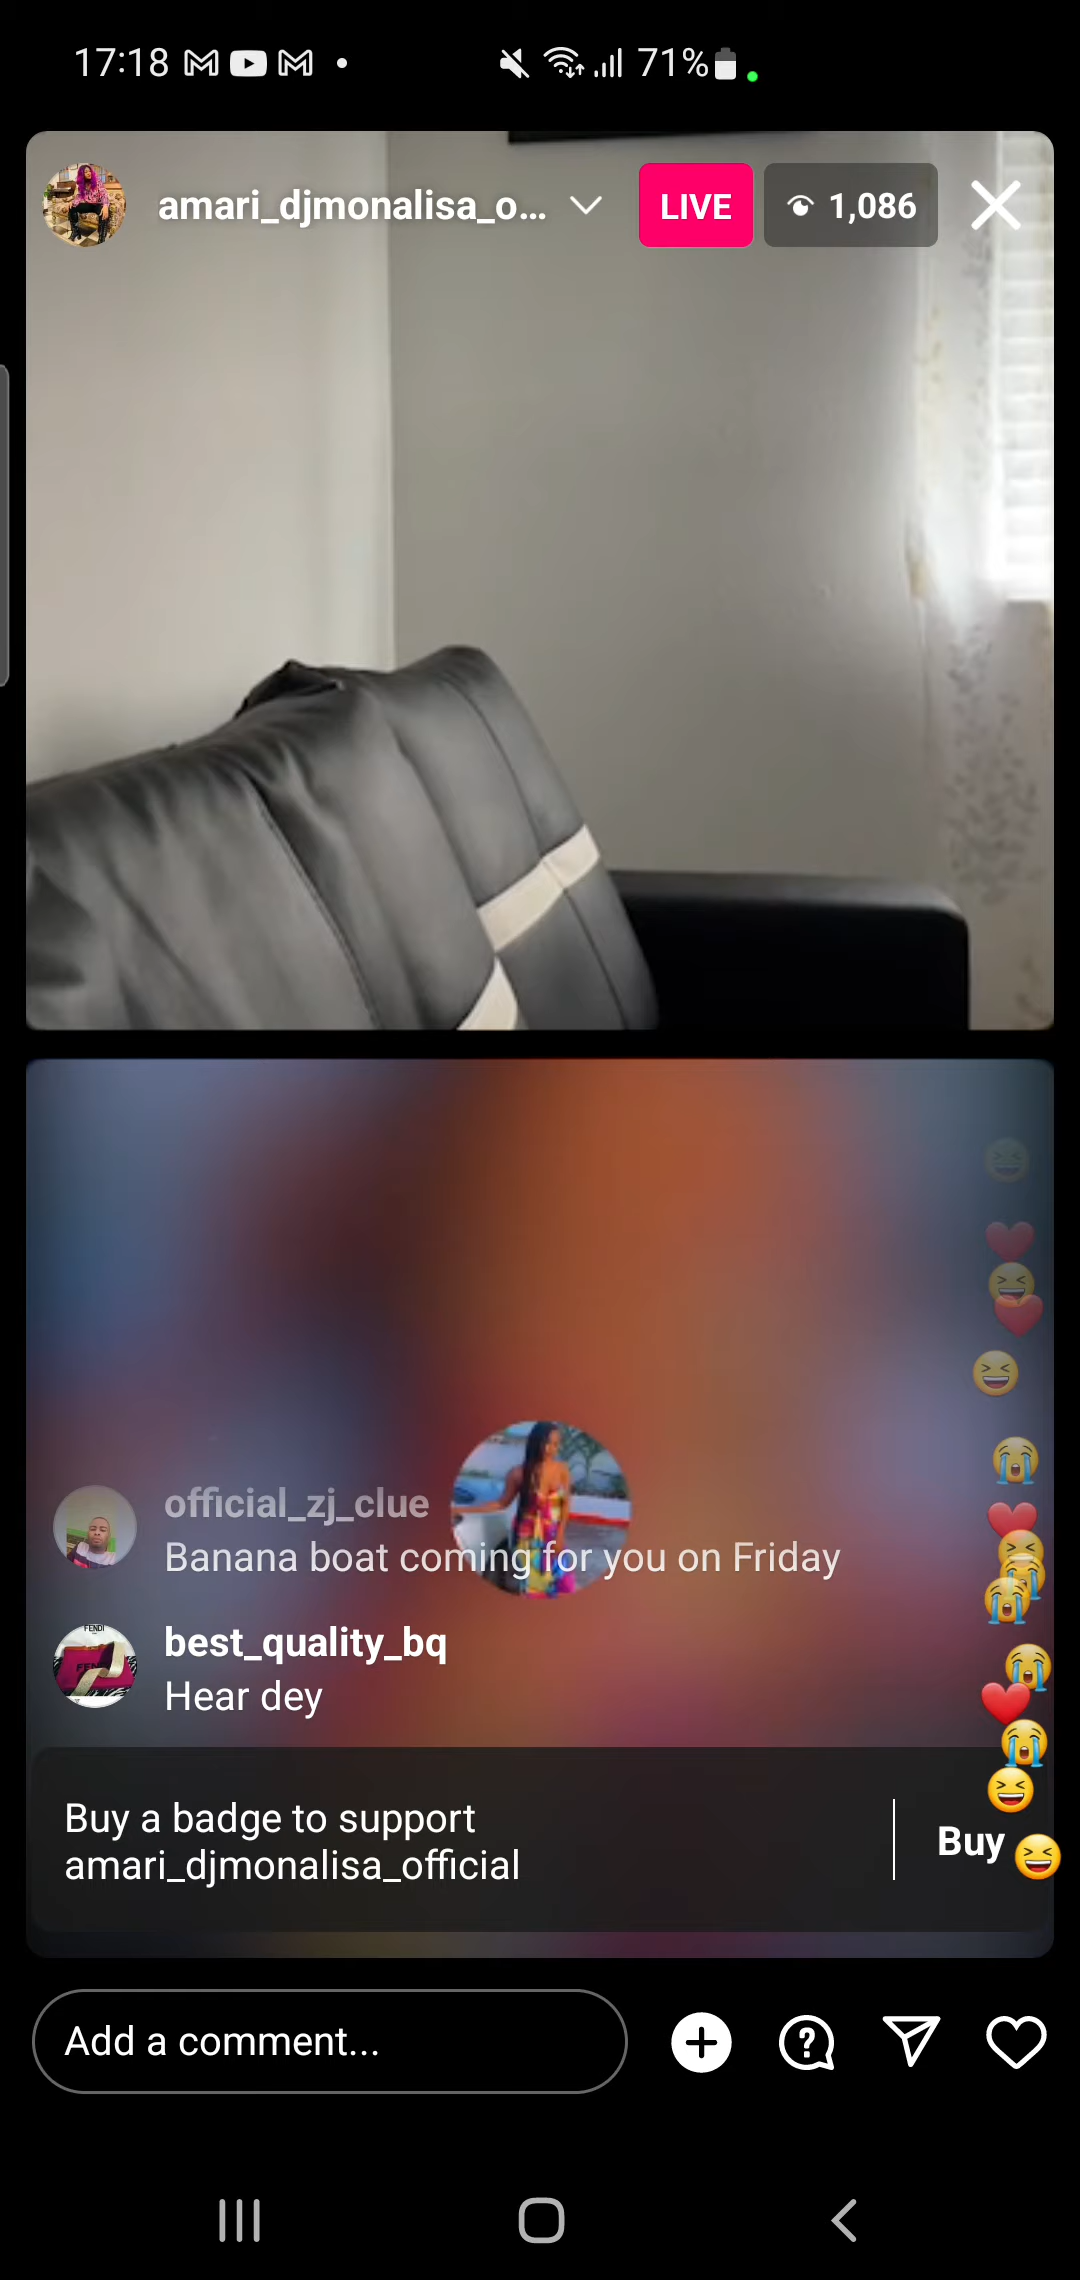 17:18
71%
amari_djmonalisa_o...
LIVE
1,086
official_zj_clue
Banana boat coming for you on Friday
FENDI
best_quality_bq
Hear dey
Buy a badge to support
amari_djmonalisa_official
Buy
Add a comment...